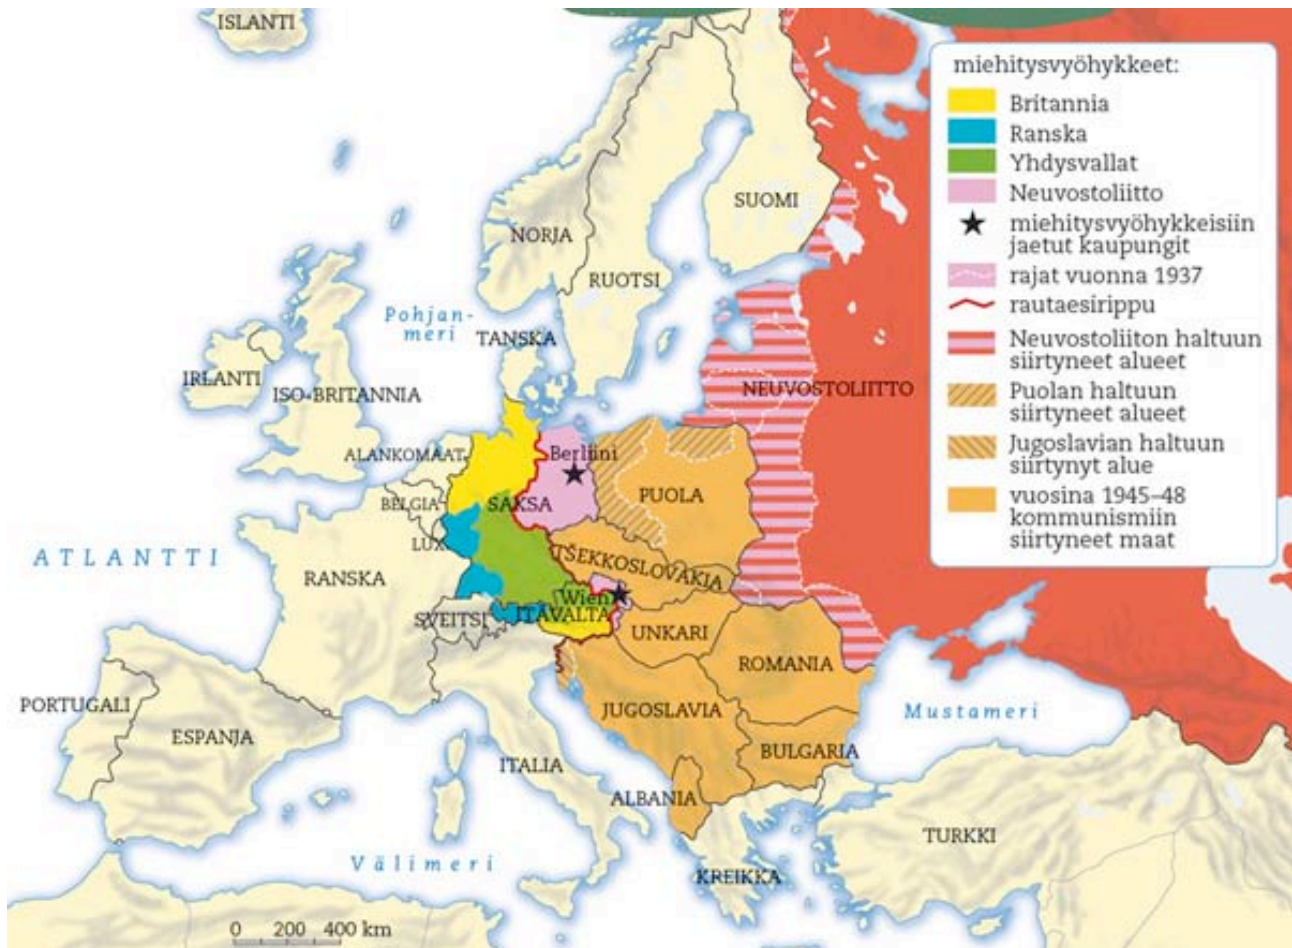 ISLANTI
miehitysvyöhykkeet:
Britannia
Ranska
Yhdysvallat
Neuvostoliitto
miehitysvyöhykkeisiin
jaetut kaupungit
rajat vuonna 1937
rautaesirippu
Neuvostoliiton haltuun
siirtyneet alueet
Puolan haltuun
siirtyneet alueet
Jugoslavian haltuun
siirtynyt alue
vuosina 1945–48
kommunismiin
siirtyneet maat
SUOMI
NORJA
RUOTSI
Pohjan-
meri
TANSKA
IRLANTI
ISO-BRITANNIA
NEUVOSTOLIITTO
ALANKOMAAT
Berliini
BELGIA
SAKSA
PUOLA
LUX.
ATLANTTI
RANSKA
TŠEKKOSLOVAKIA
Wien
SVEITSI
ITÄVALTA
UNKARI
ROMANIA
PORTUGALI
ESPANJA
JUGOSLAVIA
Mustameri
BULGARIA
ITALIA
ALBANIA
TURKKI
Välimeri
KREIKKA
0 200 400 km